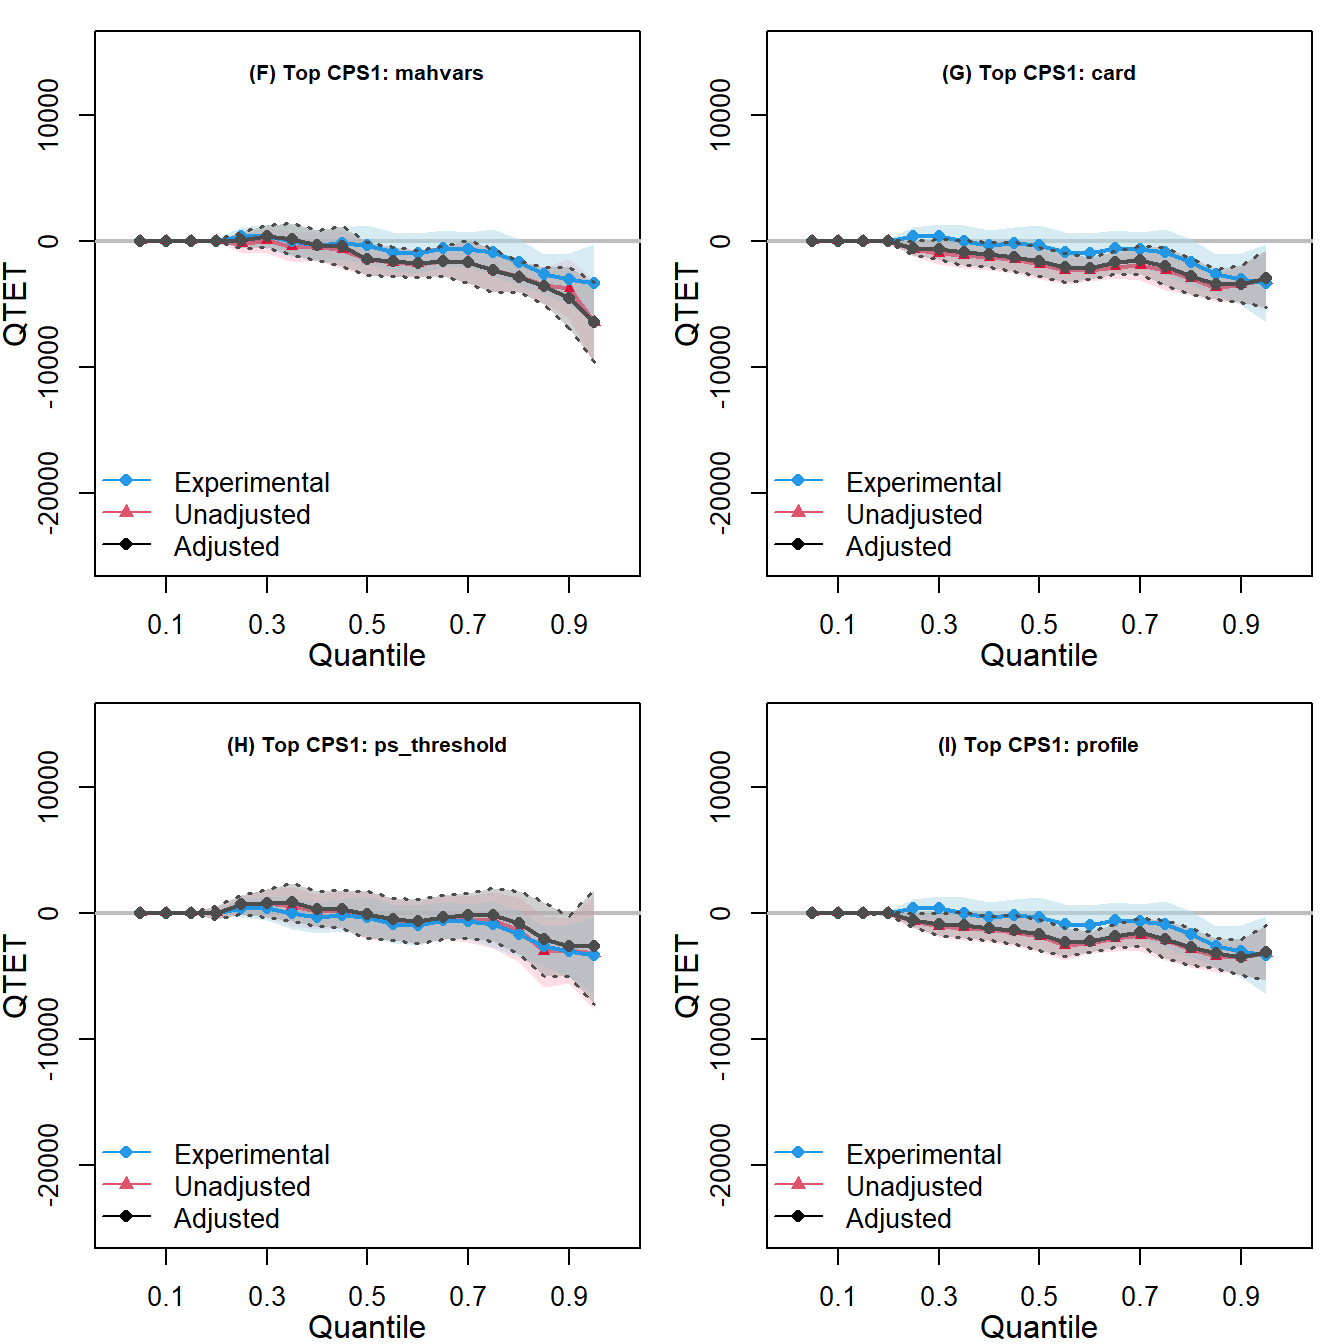 (F) Top CPS1: mahvars
10000
0
-10000
-20000
QTET
Experimental
Unadjusted
Adjusted
0.1 0.3 0.5 0.7 0.9
Quantile
(G) Top CPS1: card
10000
0
-10000
-20000
QTET
Experimental
Unadjusted
Adjusted
0.1 0.3 0.5 0.7 0.9
Quantile
(H) Top CPS1: ps_threshold
10000
0
-10000
-20000
QTET
Experimental
Unadjusted
Adjusted
0.1 0.3 0.5 0.7 0.9
Quantile
(I) Top CPS1: profile
10000
0
-10000
-20000
QTET
Experimental
Unadjusted
Adjusted
0.1 0.3 0.5 0.7 0.9
Quantile